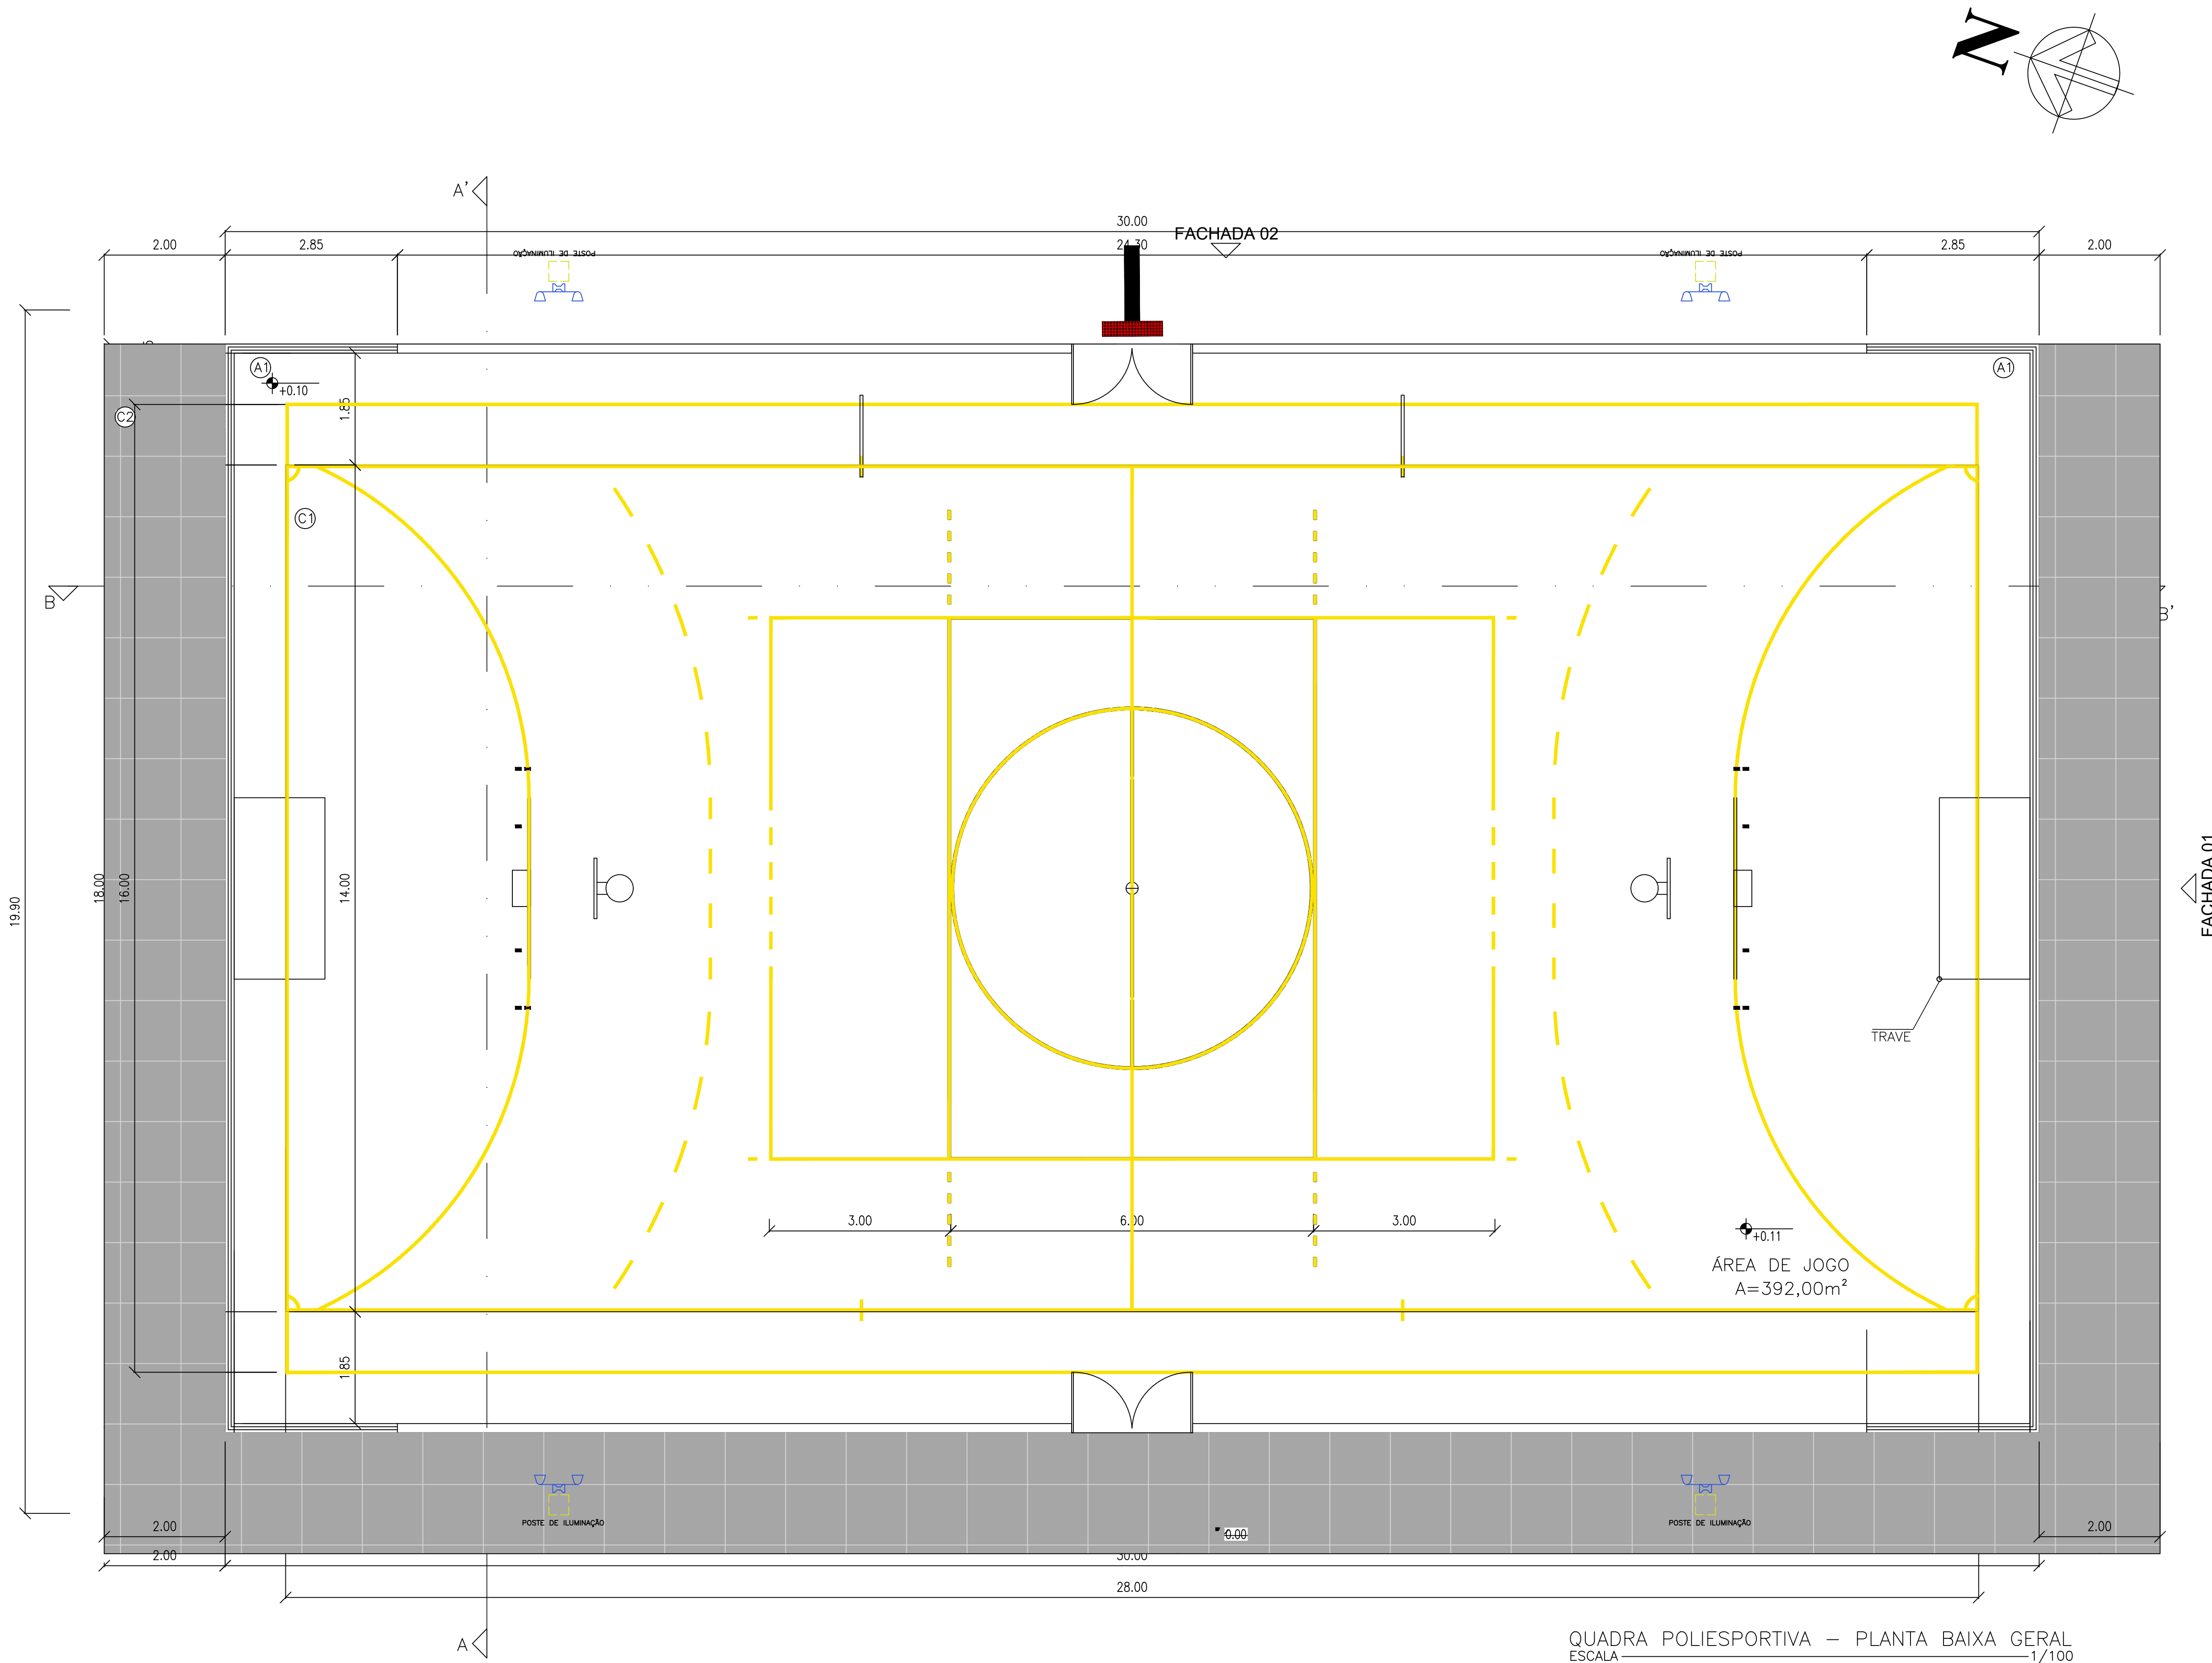 N
A'
30.00
FACHADA 02
2.00
2.85
24.30
2.85
2.00
POSTE DE ILUMINAÇÃO
POSTE DE ILUMINAÇÃO
A1
A1
+0.10
1.85
C2
C1
B
B'
18.00
16.00
14.00
19.90
FACHADA 01
TRAVE
3.00
6.00
3.00
+0.11
ÁREA DE JOGO
A=392,00m²
1.85
POSTE DE ILUMINAÇÃO
POSTE DE ILUMINAÇÃO
2.00
0.00
2.00
2.00
30.00
28.00
A
QUADRA POLIESPORTIVA – PLANTA BAIXA GERAL
ESCALA 1/100